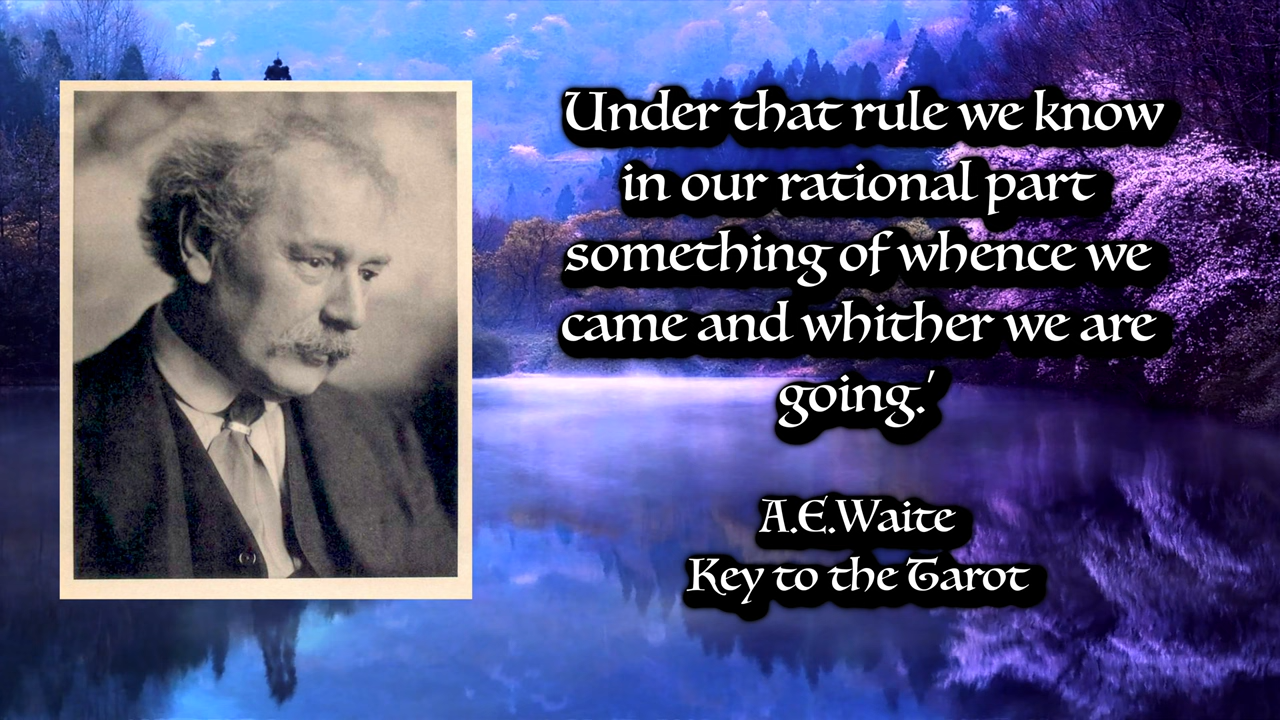 Under that rule we know
in our rational part
something of whence we
came and whither we are
going.'
A.E.Waite
Key to the Tarot